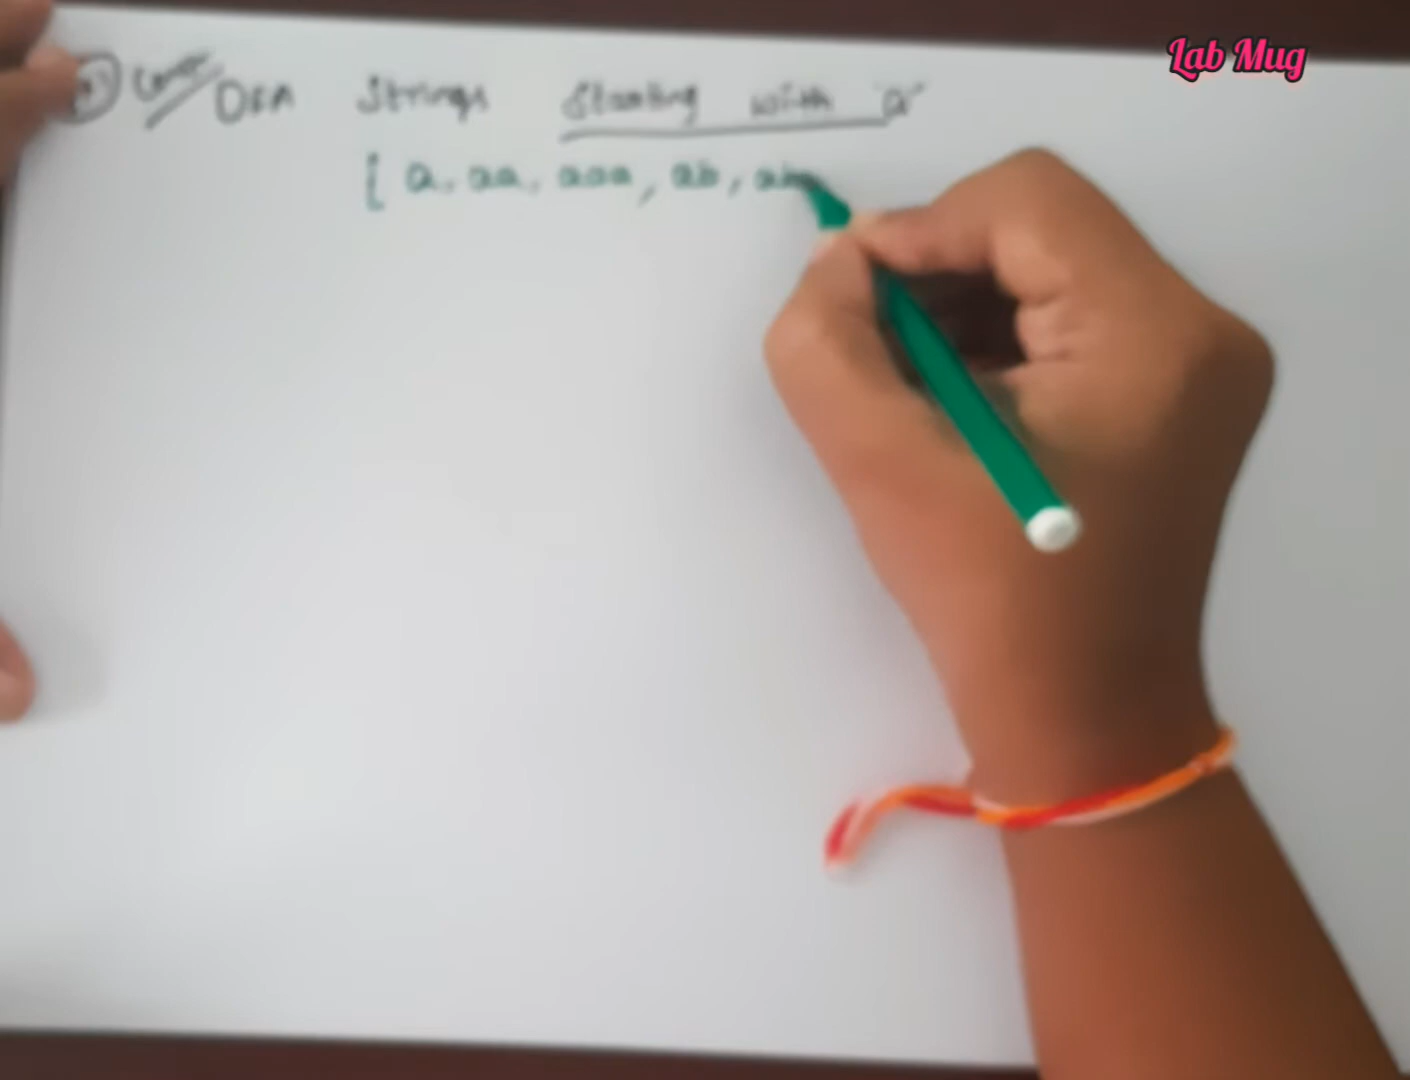 Lab Mug
DFA Strings Starting with "a"
{ a, aa, aaa, ab,